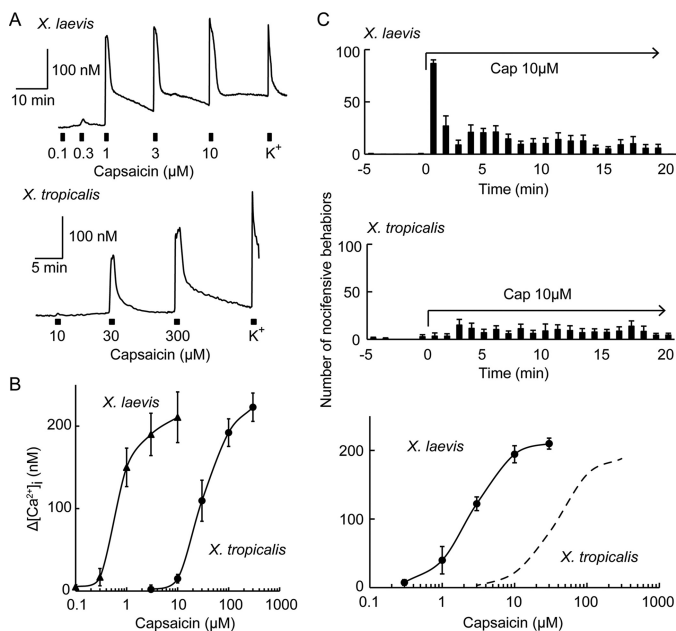 A
X. laevis
100 nM
10 min
0.1 0.3 1 3 10 K+
Capsaicin (µM)
X. tropicalis
100 nM
5 min
10 30 300 K+
Capsaicin (µM)
B
X. laevis
200
100
0
Δ[Ca²⁺]i (nM)
X. tropicalis
1 10 100 1000
0.1
Capsaicin (µM)
C
X. laevis
100
50
0
Cap 10µM
-5 0 5 10 15 20
Time (min)
X. tropicalis
100
50
0
Cap 10µM
-5 0 5 10 15 20
Time (min)
Number of nocifensive behabiors
X. laevis
200
100
0
X. tropicalis
0.1 1 10 100 1000
Capsaicin (µM)